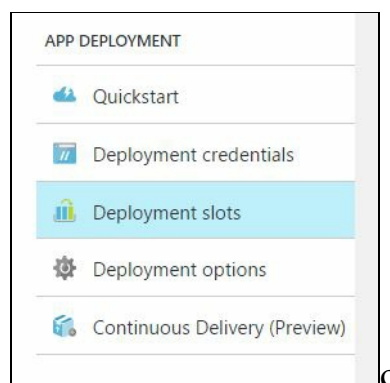 APP DEPLOYMENT
Quickstart
Deployment credentials
Deployment slots
Deployment options
Continuous Delivery (Preview)